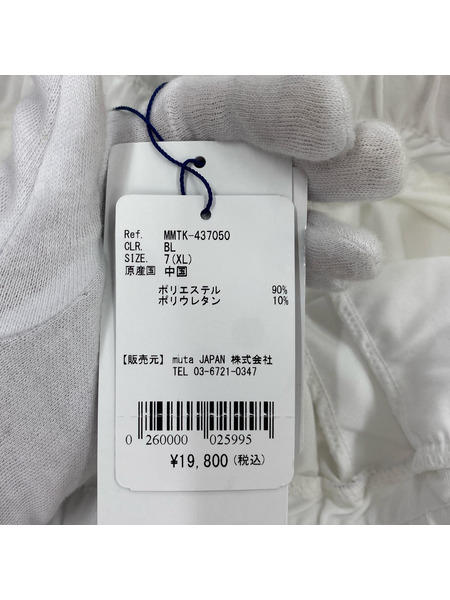 Ref. MMTK-437050
CLR. BL
SIZE. 7(XL)
原産国 中国
ポリエステル 90%
ポリウレタン 10%
【販売元】 muta JAPAN 株式会社
TEL 03-6721-0347
0 260000 025995
¥19,800(税込)